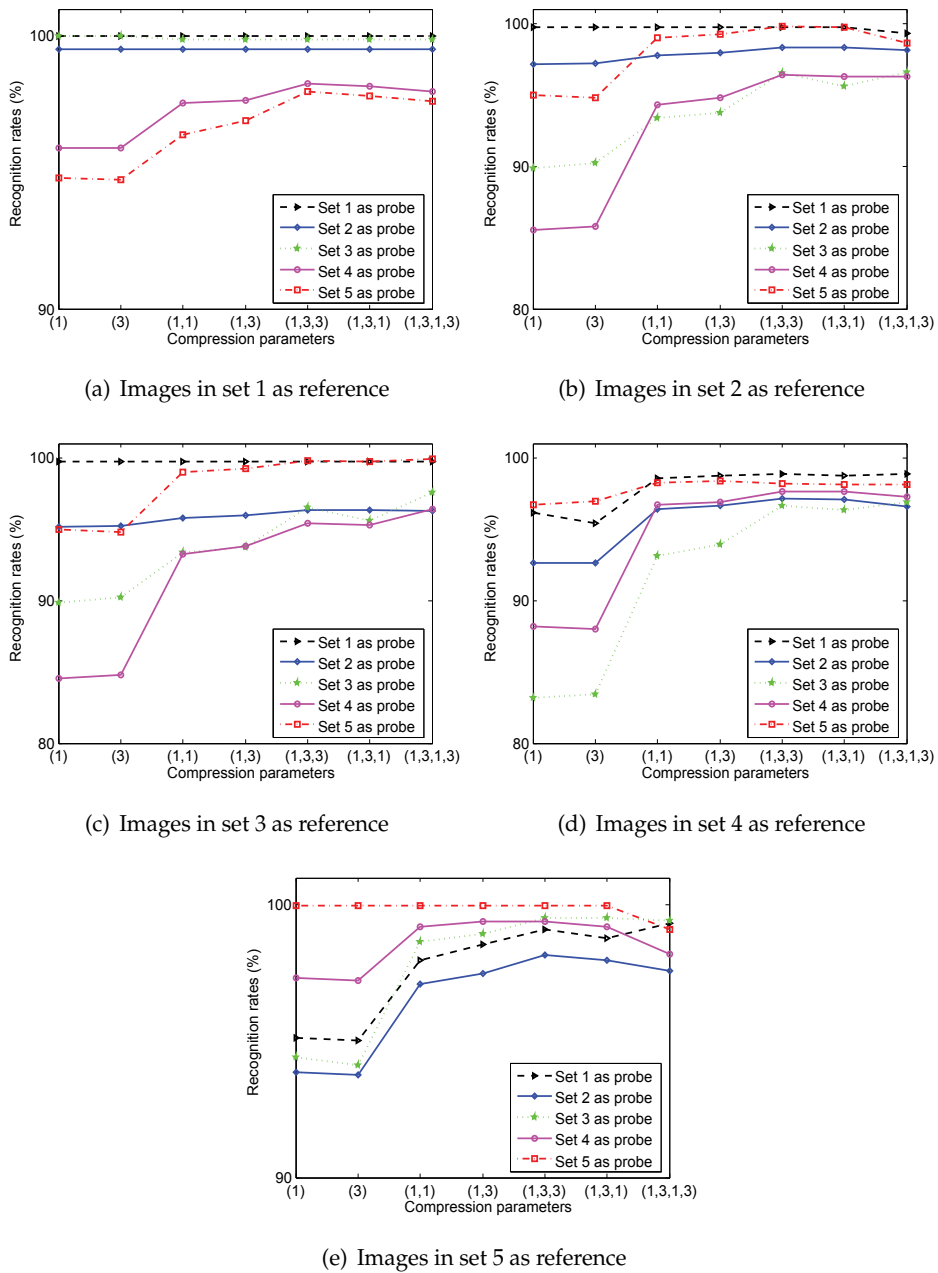 100
90
Recognition rates (%)
Set 1 as probe
Set 2 as probe
Set 3 as probe
Set 4 as probe
Set 5 as probe
(1) (3) (1,1) (1,3) (1,3,3) (1,3,1) (1,3,1,3)
Compression parameters
(a) Images in set 1 as reference
100
90
80
Recognition rates (%)
Set 1 as probe
Set 2 as probe
Set 3 as probe
Set 4 as probe
Set 5 as probe
(1) (3) (1,1) (1,3) (1,3,3) (1,3,1) (1,3,1,3)
Compression parameters
(b) Images in set 2 as reference
100
90
80
Recognition rates (%)
Set 1 as probe
Set 2 as probe
Set 3 as probe
Set 4 as probe
Set 5 as probe
(1) (3) (1,1) (1,3) (1,3,3) (1,3,1) (1,3,1,3)
Compression parameters
(c) Images in set 3 as reference
100
90
80
Recognition rates (%)
Set 1 as probe
Set 2 as probe
Set 3 as probe
Set 4 as probe
Set 5 as probe
(1) (3) (1,1) (1,3) (1,3,3) (1,3,1) (1,3,1,3)
Compression parameters
(d) Images in set 4 as reference
100
90
Recognition rates (%)
Set 1 as probe
Set 2 as probe
Set 3 as probe
Set 4 as probe
Set 5 as probe
(1) (3) (1,1) (1,3) (1,3,3) (1,3,1) (1,3,1,3)
Compression parameters
(e) Images in set 5 as reference